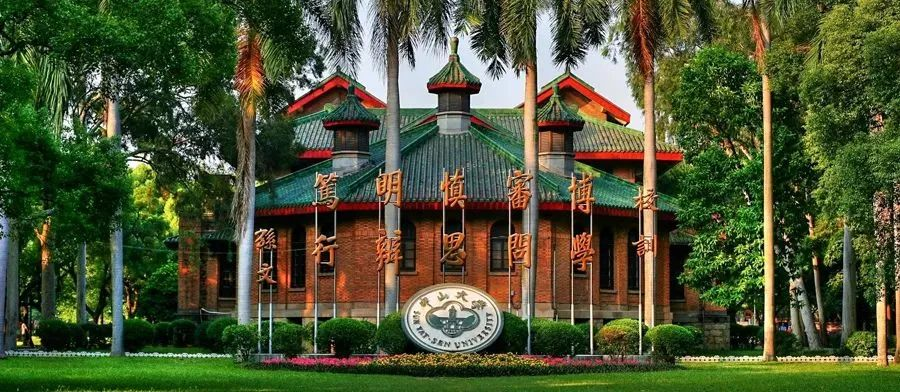 校訓
博學
審問
慎思
明辨
篤行
孫文
中山大學
SUN YAT-SEN UNIVERSITY